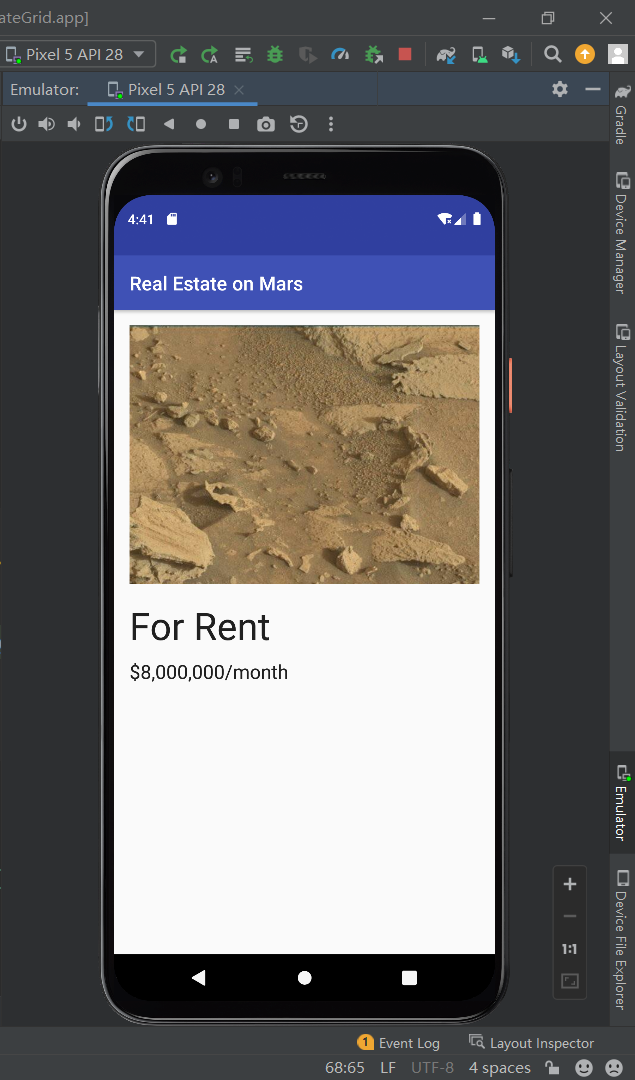 ateGrid.app]
Pixel 5 API 28
Emulator:
Pixel 5 API 28
Gradle
Device Manager
Layout Validation
4:41
Real Estate on Mars
For Rent
$8,000,000/month
Emulator
Device File Explorer
1:1
1 Event Log
Layout Inspector
68:65 LF UTF-8 4 spaces